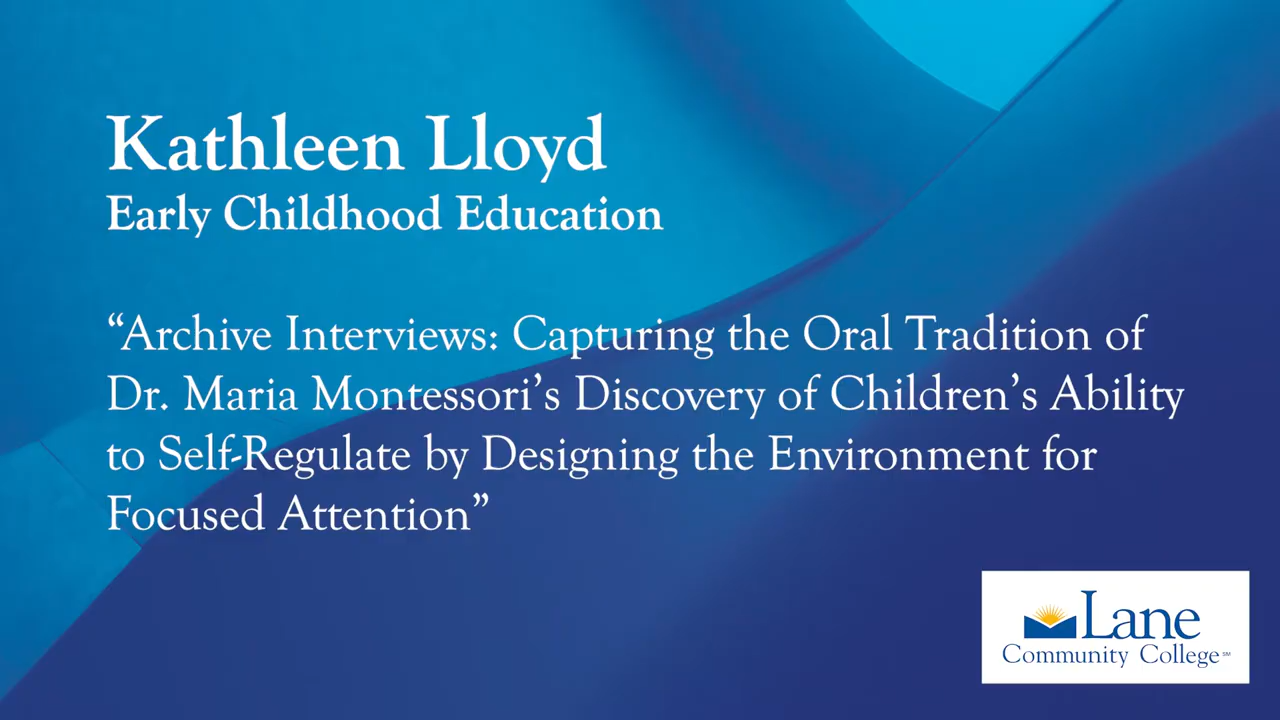 Kathleen Lloyd
Early Childhood Education
“Archive Interviews: Capturing the Oral Tradition of
Dr. Maria Montessori’s Discovery of Children’s Ability
to Self-Regulate by Designing the Environment for
Focused Attention”
Lane
Community College℠